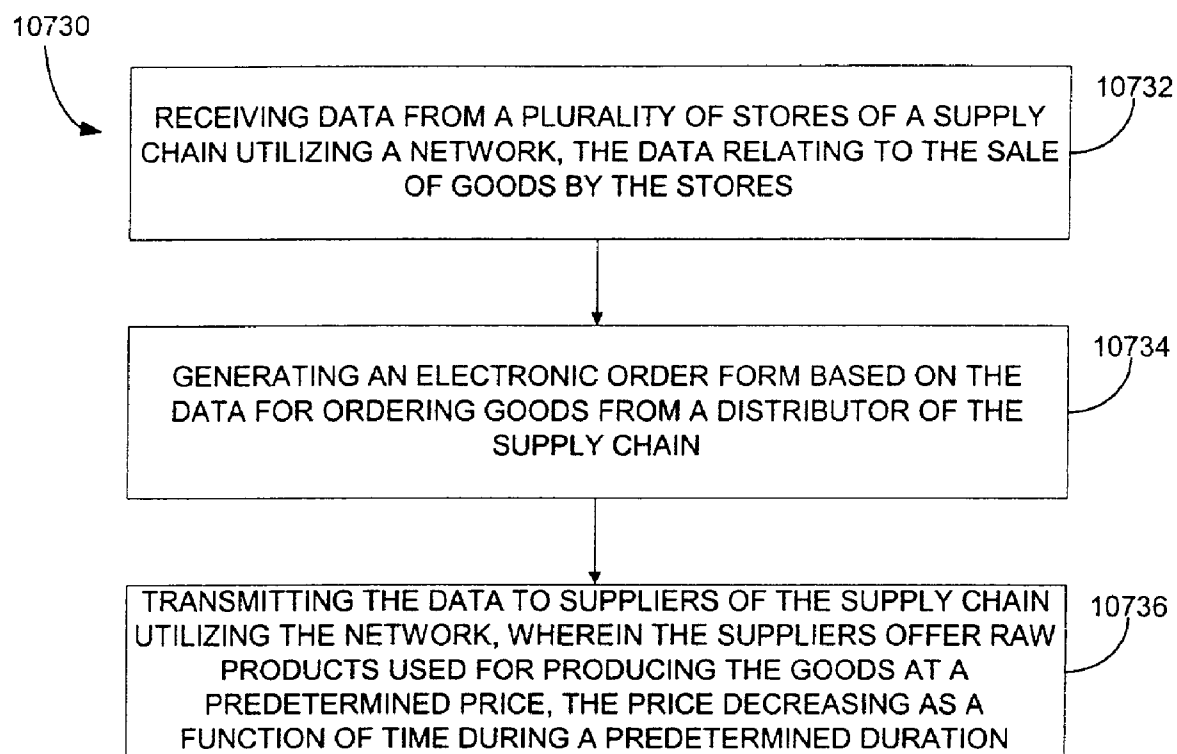 10730
RECEIVING DATA FROM A PLURALITY OF STORES OF A SUPPLY
CHAIN UTILIZING A NETWORK, THE DATA RELATING TO THE SALE
OF GOODS BY THE STORES
10732
GENERATING AN ELECTRONIC ORDER FORM BASED ON THE
DATA FOR ORDERING GOODS FROM A DISTRIBUTOR OF THE
SUPPLY CHAIN
10734
TRANSMITTING THE DATA TO SUPPLIERS OF THE SUPPLY CHAIN
UTILIZING THE NETWORK, WHEREIN THE SUPPLIERS OFFER RAW
PRODUCTS USED FOR PRODUCING THE GOODS AT A
PREDETERMINED PRICE, THE PRICE DECREASING AS A
FUNCTION OF TIME DURING A PREDETERMINED DURATION
10736